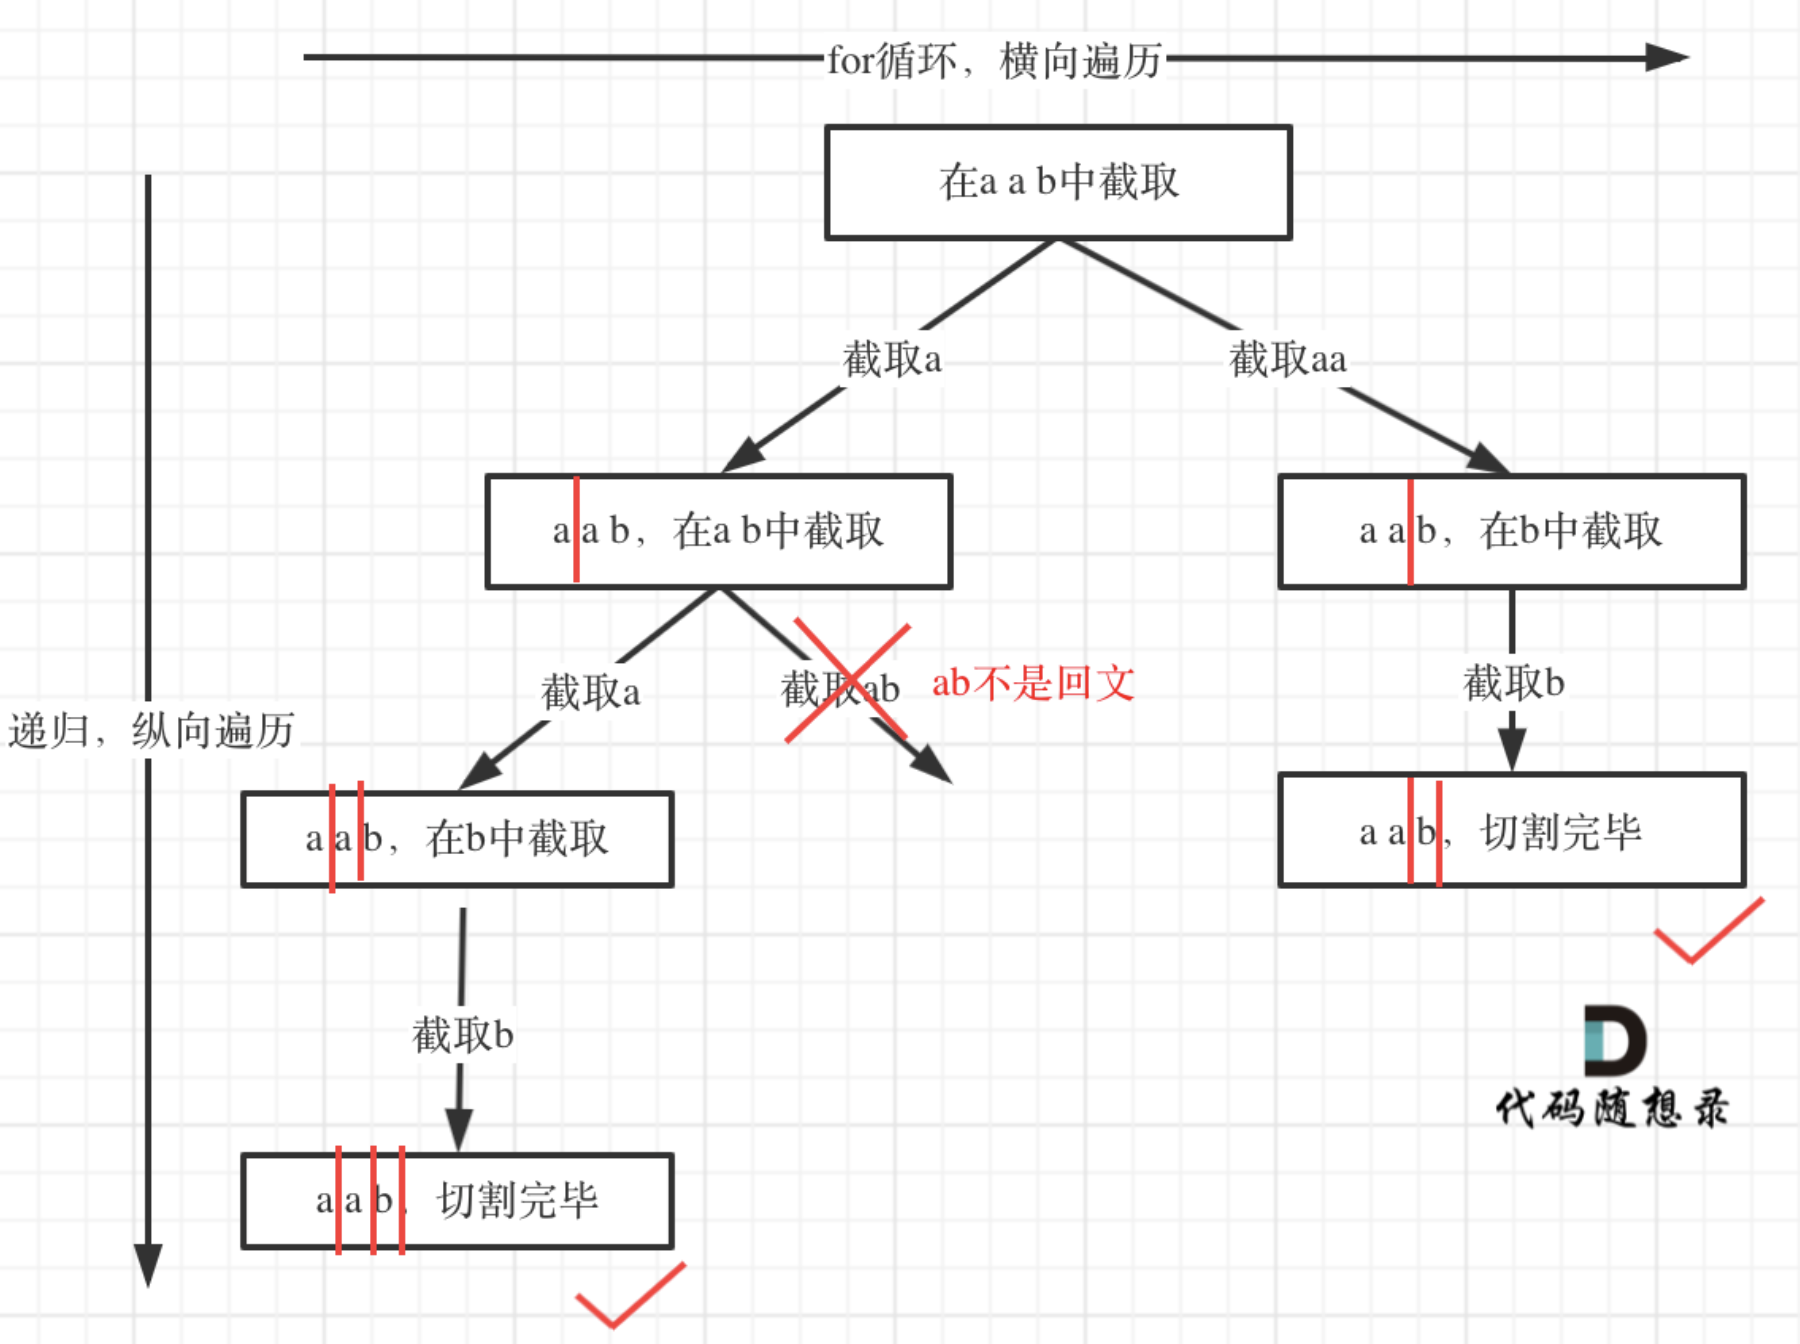 for循环，横向遍历
在a a b中截取
截取a
截取aa
a a b，在a b中截取
a a b，在b中截取
截取a
截取ab
ab不是回文
截取b
递归，纵向遍历
a a b，在b中截取
a a b，切割完毕
截取b
代码随想录
a a b，切割完毕